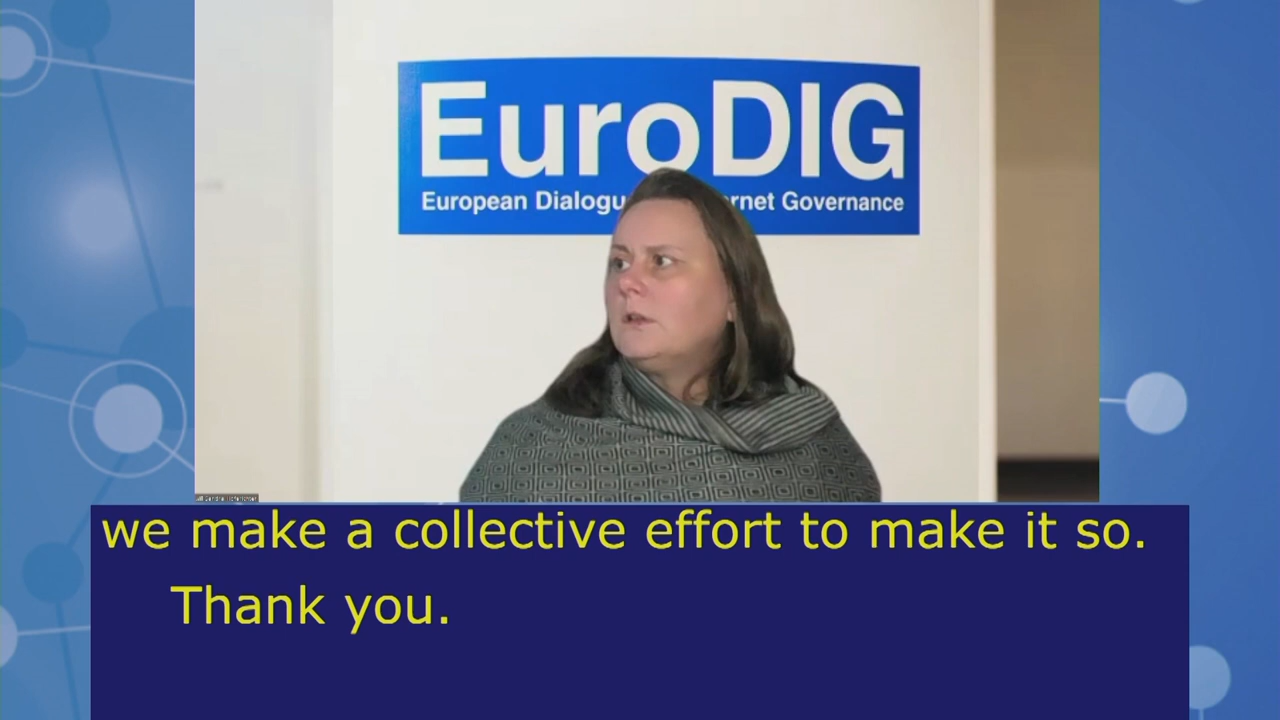 EuroDIG
European Dialogu rnet Governance
we make a collective effort to make it so.
Thank you.